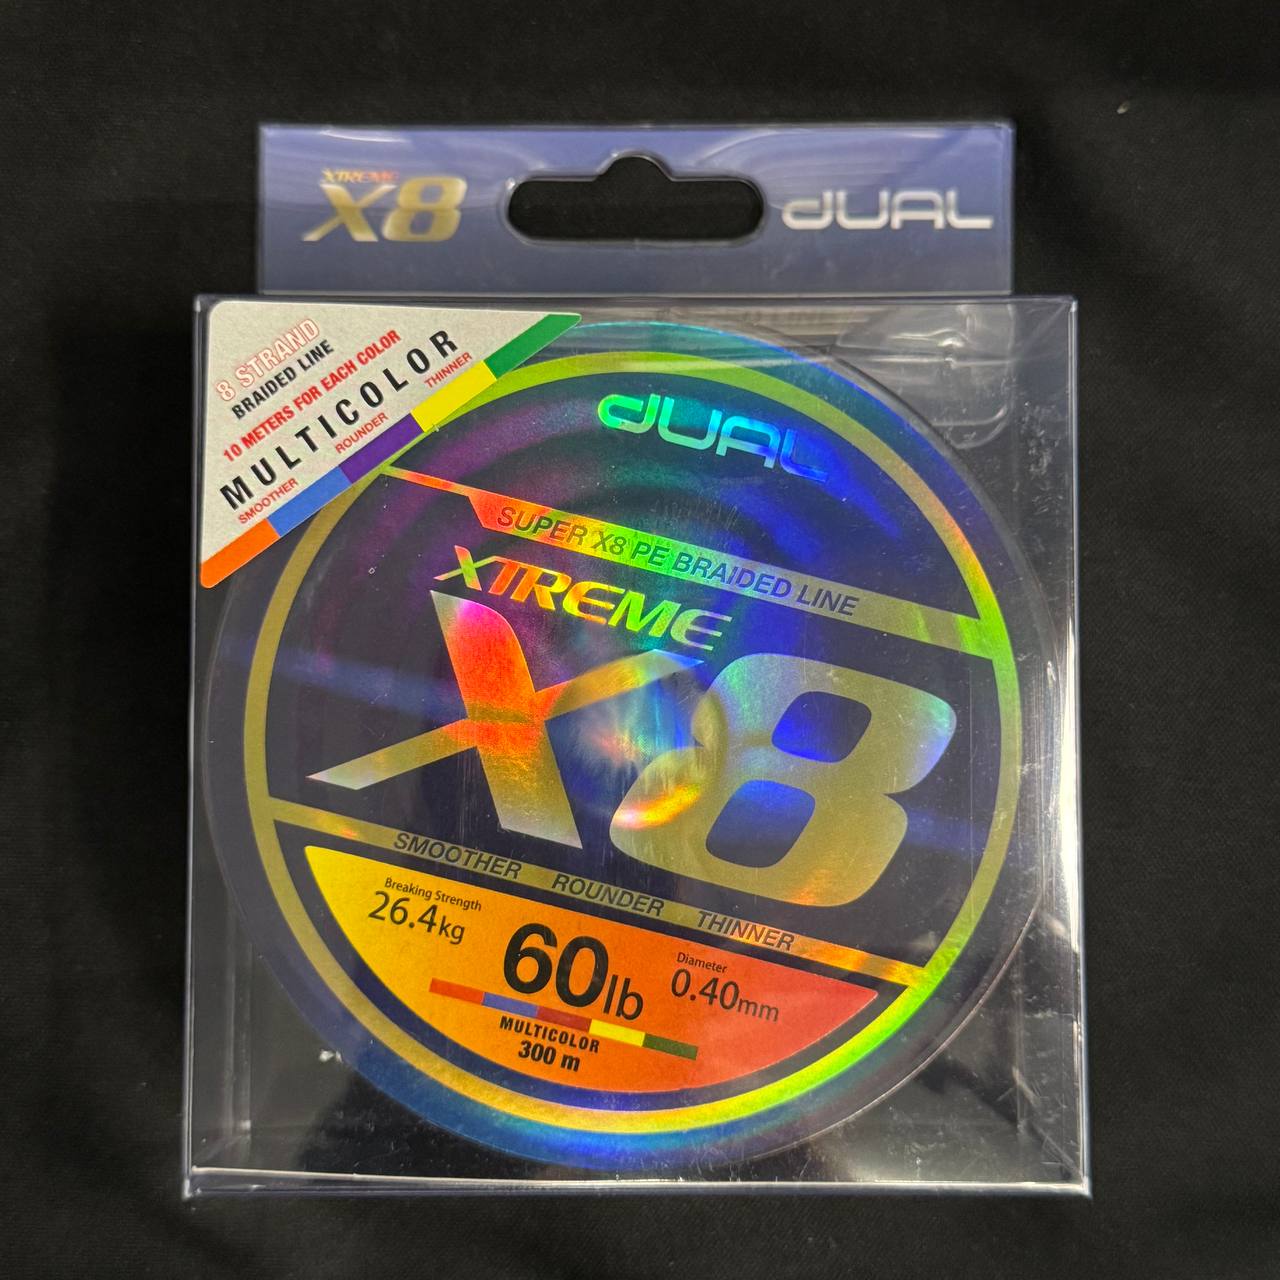 XTREME
X8
dUAL
8 STRAND
BRAIDED LINE
10 METERS FOR EACH COLOR
MULTICOLOR
SMOOTHER ROUNDER THINNER
dUAL
SUPER X8 PE BRAIDED LINE
XTREME
X8
SMOOTHER ROUNDER THINNER
Breaking Strength
26.4kg
60lb
Diameter
0.40mm
MULTICOLOR
300 m